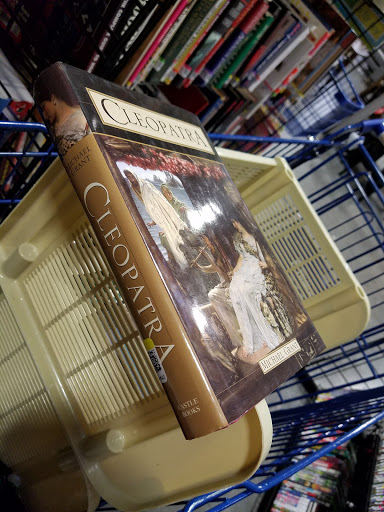 CLEOPATRA
MICHAEL GRANT
MICHAEL
GRANT
CLEOPATRA
CASTLE
BOOKS